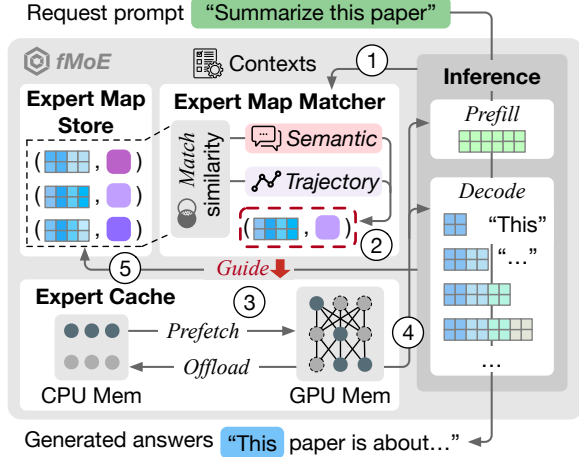 Request prompt "Summarize this paper"
fMoE
Contexts
1
Inference
Expert Map Store
Expert Map Matcher
Prefill
Match
similarity
Semantic
Trajectory
( , )
( , )
( , )
( , )
2
Decode
"This"
"..."
...
5
Guide
Expert Cache
3
4
Prefetch
Offload
CPU Mem
GPU Mem
Generated answers "This paper is about..."